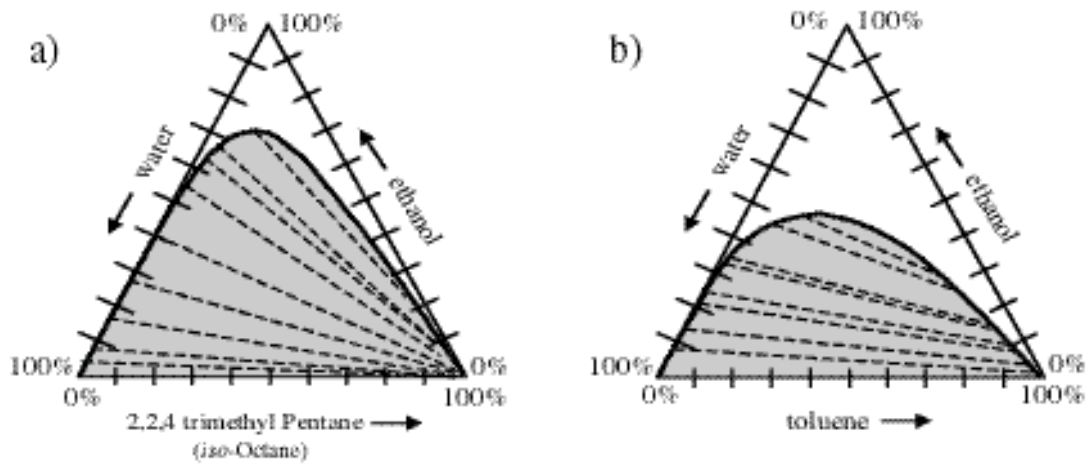 a)
0% 100%
water
ethanol
100%
0%
0%
100%
2,2,4 trimethyl Pentane
(iso-Octane)
b)
0% 100%
water
ethanol
100%
0%
0%
100%
toluene